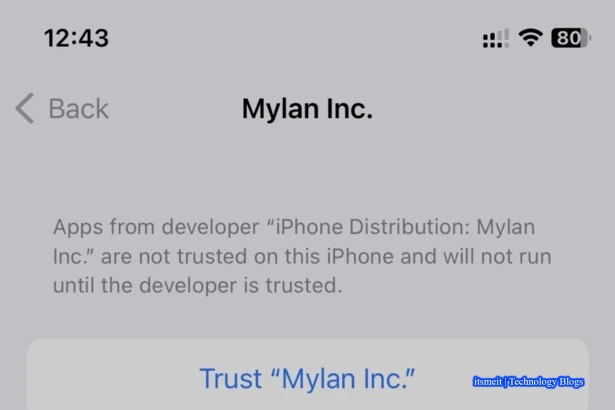 12:43
80
Back
Mylan Inc.
Apps from developer “iPhone Distribution: Mylan
Inc.” are not trusted on this iPhone and will not run
until the developer is trusted.
Trust “Mylan Inc.”
itsmeit | Technology Blogs